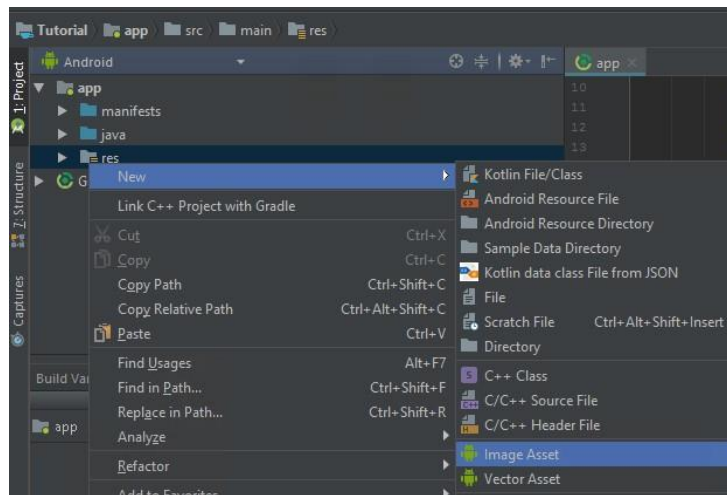 Tutorial app src main res
Android
app
1: Project
app
manifests
java
res
G
7: Structure
Captures
Build Va
app
10
11
12
13
New
Link C++ Project with Gradle
Cut Ctrl+X
Copy Ctrl+C
Copy Path Ctrl+Shift+C
Copy Relative Path Ctrl+Alt+Shift+C
Paste Ctrl+V
Find Usages Alt+F7
Find in Path... Ctrl+Shift+F
Replace in Path... Ctrl+Shift+R
Analyze
Refactor
Add to Favorites
Kotlin File/Class
Android Resource File
Android Resource Directory
Sample Data Directory
Kotlin data class File from JSON
File
Scratch File Ctrl+Alt+Shift+Insert
Directory
C++ Class
C/C++ Source File
C/C++ Header File
Image Asset
Vector Asset